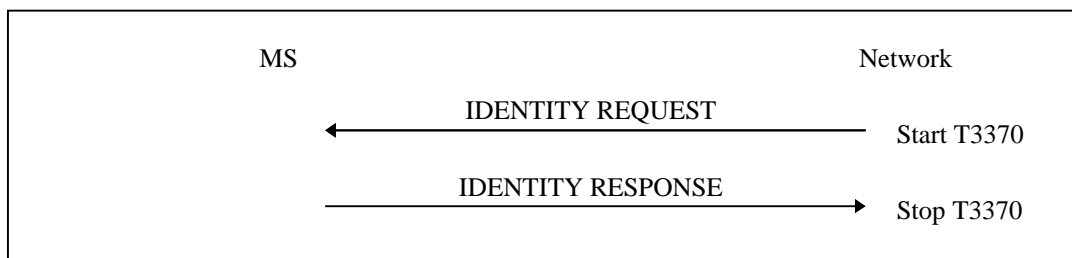 MS Network
IDENTITY REQUEST
Start T3370
IDENTITY RESPONSE
Stop T3370